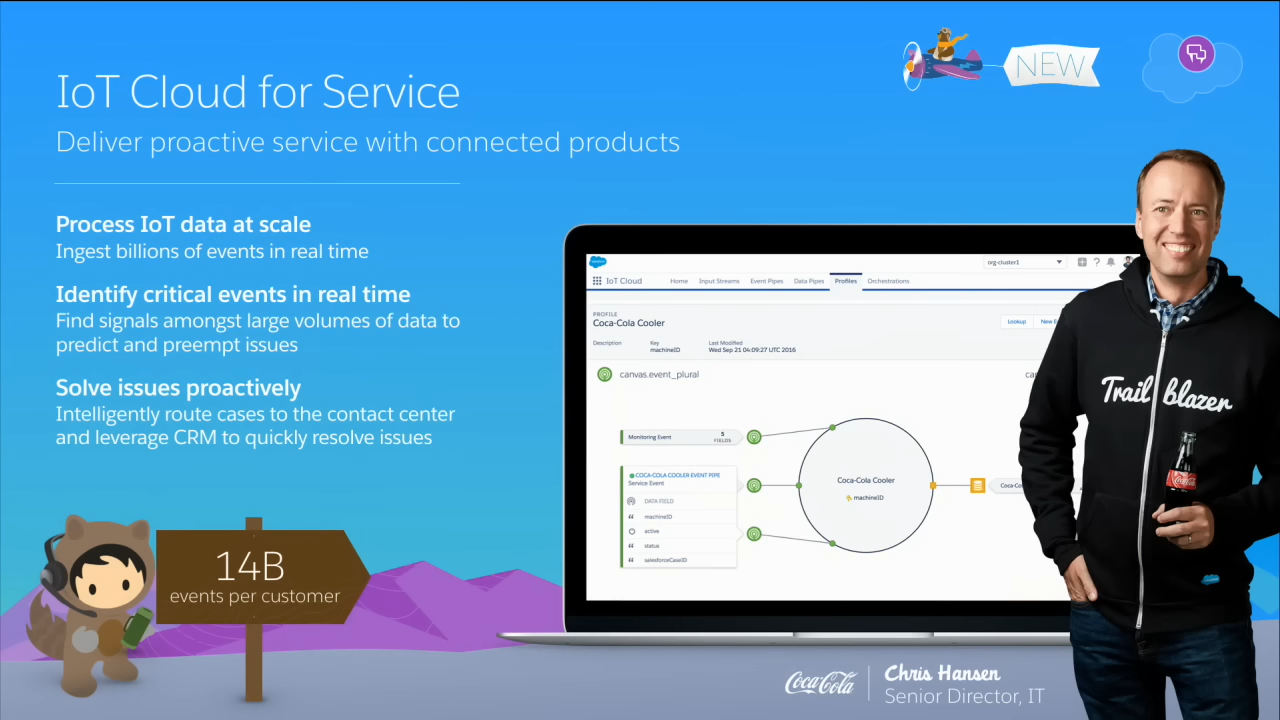 NEW
IoT Cloud for Service
Deliver proactive service with connected products
Process IoT data at scale
Ingest billions of events in real time
Identify critical events in real time
Find signals amongst large volumes of data to
predict and preempt issues
Solve issues proactively
Intelligently route cases to the contact center
and leverage CRM to quickly resolve issues
14B
events per customer
org-cluster1
?
IoT Cloud Home Input Streams Event Pipes Data Pipes Profiles Orchestrations
PROFILE
Coca-Cola Cooler
Lookup New E
Description Key Last Modified
machineID Wed Sep 21 04:09:27 UTC 2016
canvas.event_plural
Monitoring Event 5
FIELDS
COCA-COLA COOLER EVENT PIPE
Service Event
DATA FIELD
machineID
active
status
salesforceCaseID
Coca-Cola Cooler
machineID
Coca-Co
Trailblazer
Coca-Cola
Coca-Cola
Chris Hansen
Senior Director, IT